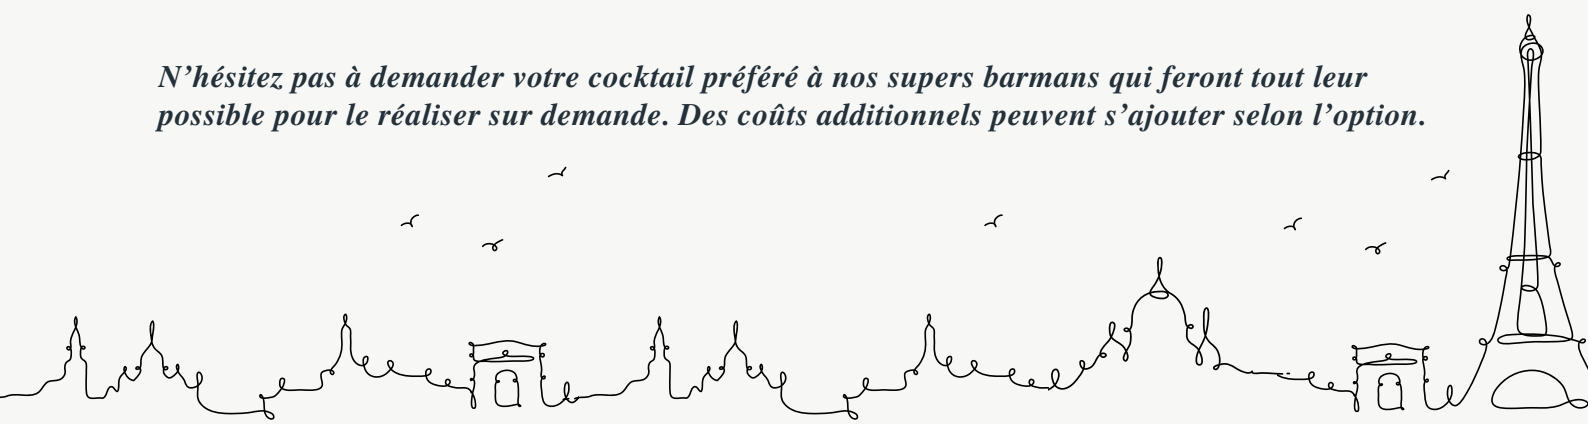 N’hésitez pas à demander votre cocktail préféré à nos supers barmans qui feront tout leur
possible pour le réaliser sur demande. Des coûts additionnels peuvent s’ajouter selon l’option.